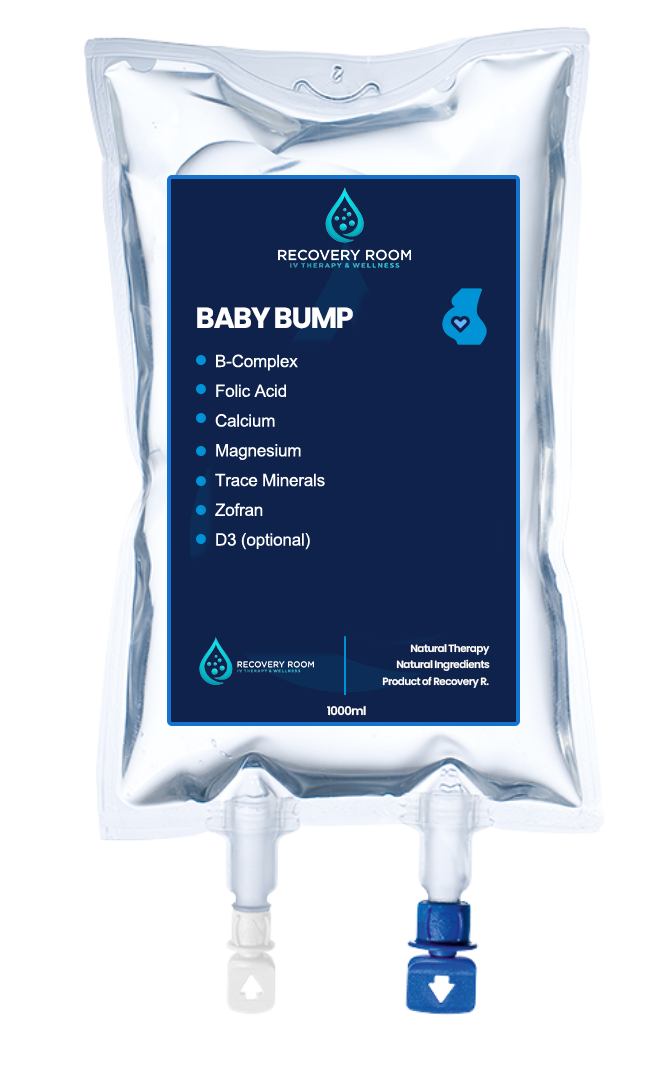 RECOVERY ROOM
IV THERAPY & WELLNESS
BABY BUMP
B-Complex
Folic Acid
Calcium
Magnesium
Trace Minerals
Zofran
D3 (optional)
RECOVERY ROOM
IV THERAPY & WELLNESS
Natural Therapy
Natural Ingredients
Product of Recovery R.
1000ml